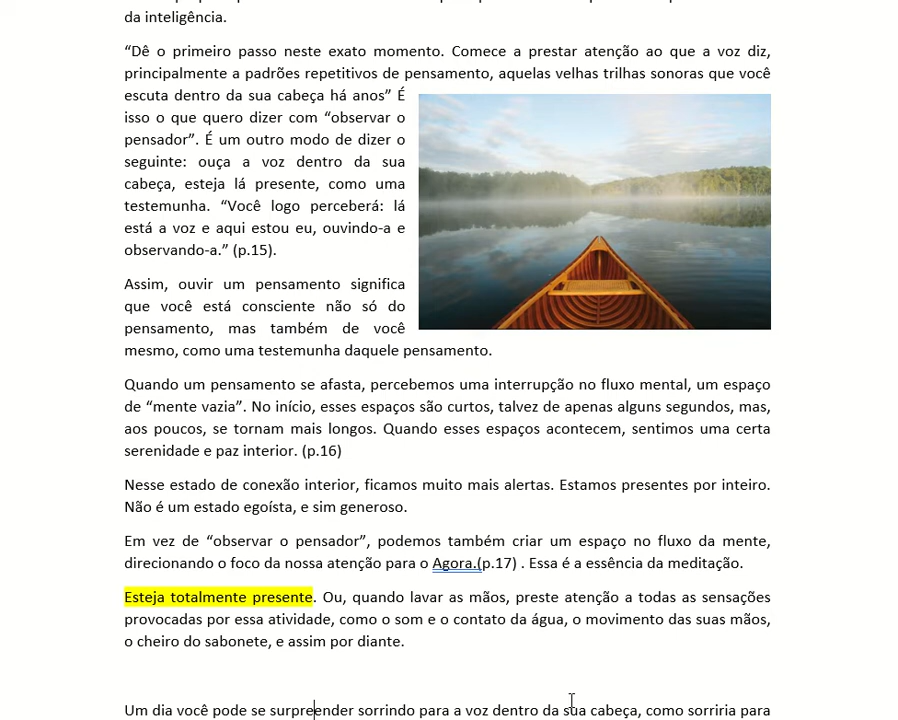 da inteligência.
“Dê o primeiro passo neste exato momento. Comece a prestar atenção ao que a voz diz,
principalmente a padrões repetitivos de pensamento, aquelas velhas trilhas sonoras que você
escuta dentro da sua cabeça há anos” É
isso o que quero dizer com “observar o
pensador”. É um outro modo de dizer o
seguinte: ouça a voz dentro da sua
cabeça, esteja lá presente, como uma
testemunha. “Você logo perceberá: lá
está a voz e aqui estou eu, ouvindo-a e
observando-a.” (p.15).
Assim, ouvir um pensamento significa
que você está consciente não só do
pensamento, mas também de você
mesmo, como uma testemunha daquele pensamento.
Quando um pensamento se afasta, percebemos uma interrupção no fluxo mental, um espaço
de “mente vazia”. No início, esses espaços são curtos, talvez de apenas alguns segundos, mas,
aos poucos, se tornam mais longos. Quando esses espaços acontecem, sentimos uma certa
serenidade e paz interior. (p.16)
Nesse estado de conexão interior, ficamos muito mais alertas. Estamos presentes por inteiro.
Não é um estado egoísta, e sim generoso.
Em vez de “observar o pensador”, podemos também criar um espaço no fluxo da mente,
direcionando o foco da nossa atenção para o Agora.(p.17) . Essa é a essência da meditação.
Esteja totalmente presente. Ou, quando lavar as mãos, preste atenção a todas as sensações
provocadas por essa atividade, como o som e o contato da água, o movimento das suas mãos,
o cheiro do sabonete, e assim por diante.
Um dia você pode se surpreender sorrindo para a voz dentro da sua cabeça, como sorriria para